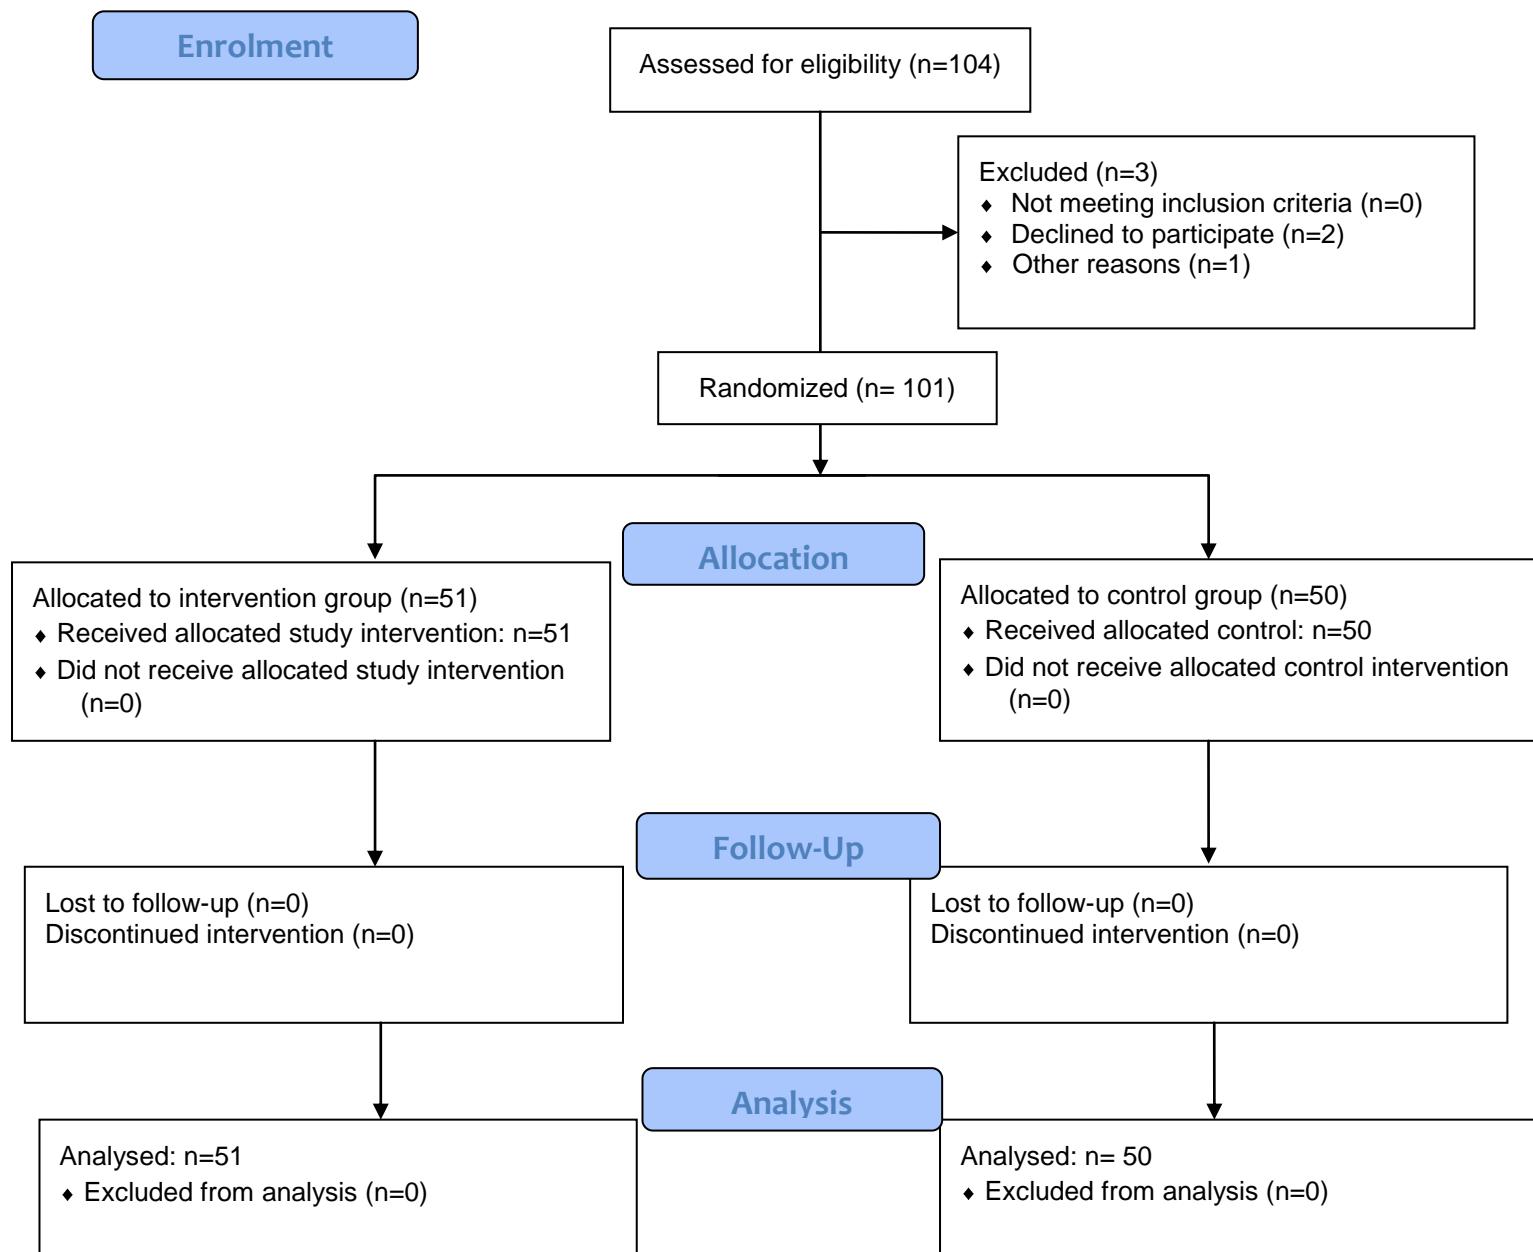 Enrolment
Assessed for eligibility (n=104)
Excluded (n=3)
♦ Not meeting inclusion criteria (n=0)
♦ Declined to participate (n=2)
♦ Other reasons (n=1)
Randomized (n= 101)
Allocation
Allocated to intervention group (n=51)
♦ Received allocated study intervention: n=51
♦ Did not receive allocated study intervention
(n=0)
Allocated to control group (n=50)
♦ Received allocated control: n=50
♦ Did not receive allocated control intervention
(n=0)
Follow-Up
Lost to follow-up (n=0)
Discontinued intervention (n=0)
Lost to follow-up (n=0)
Discontinued intervention (n=0)
Analysis
Analysed: n=51
♦ Excluded from analysis (n=0)
Analysed: n= 50
♦ Excluded from analysis (n=0)